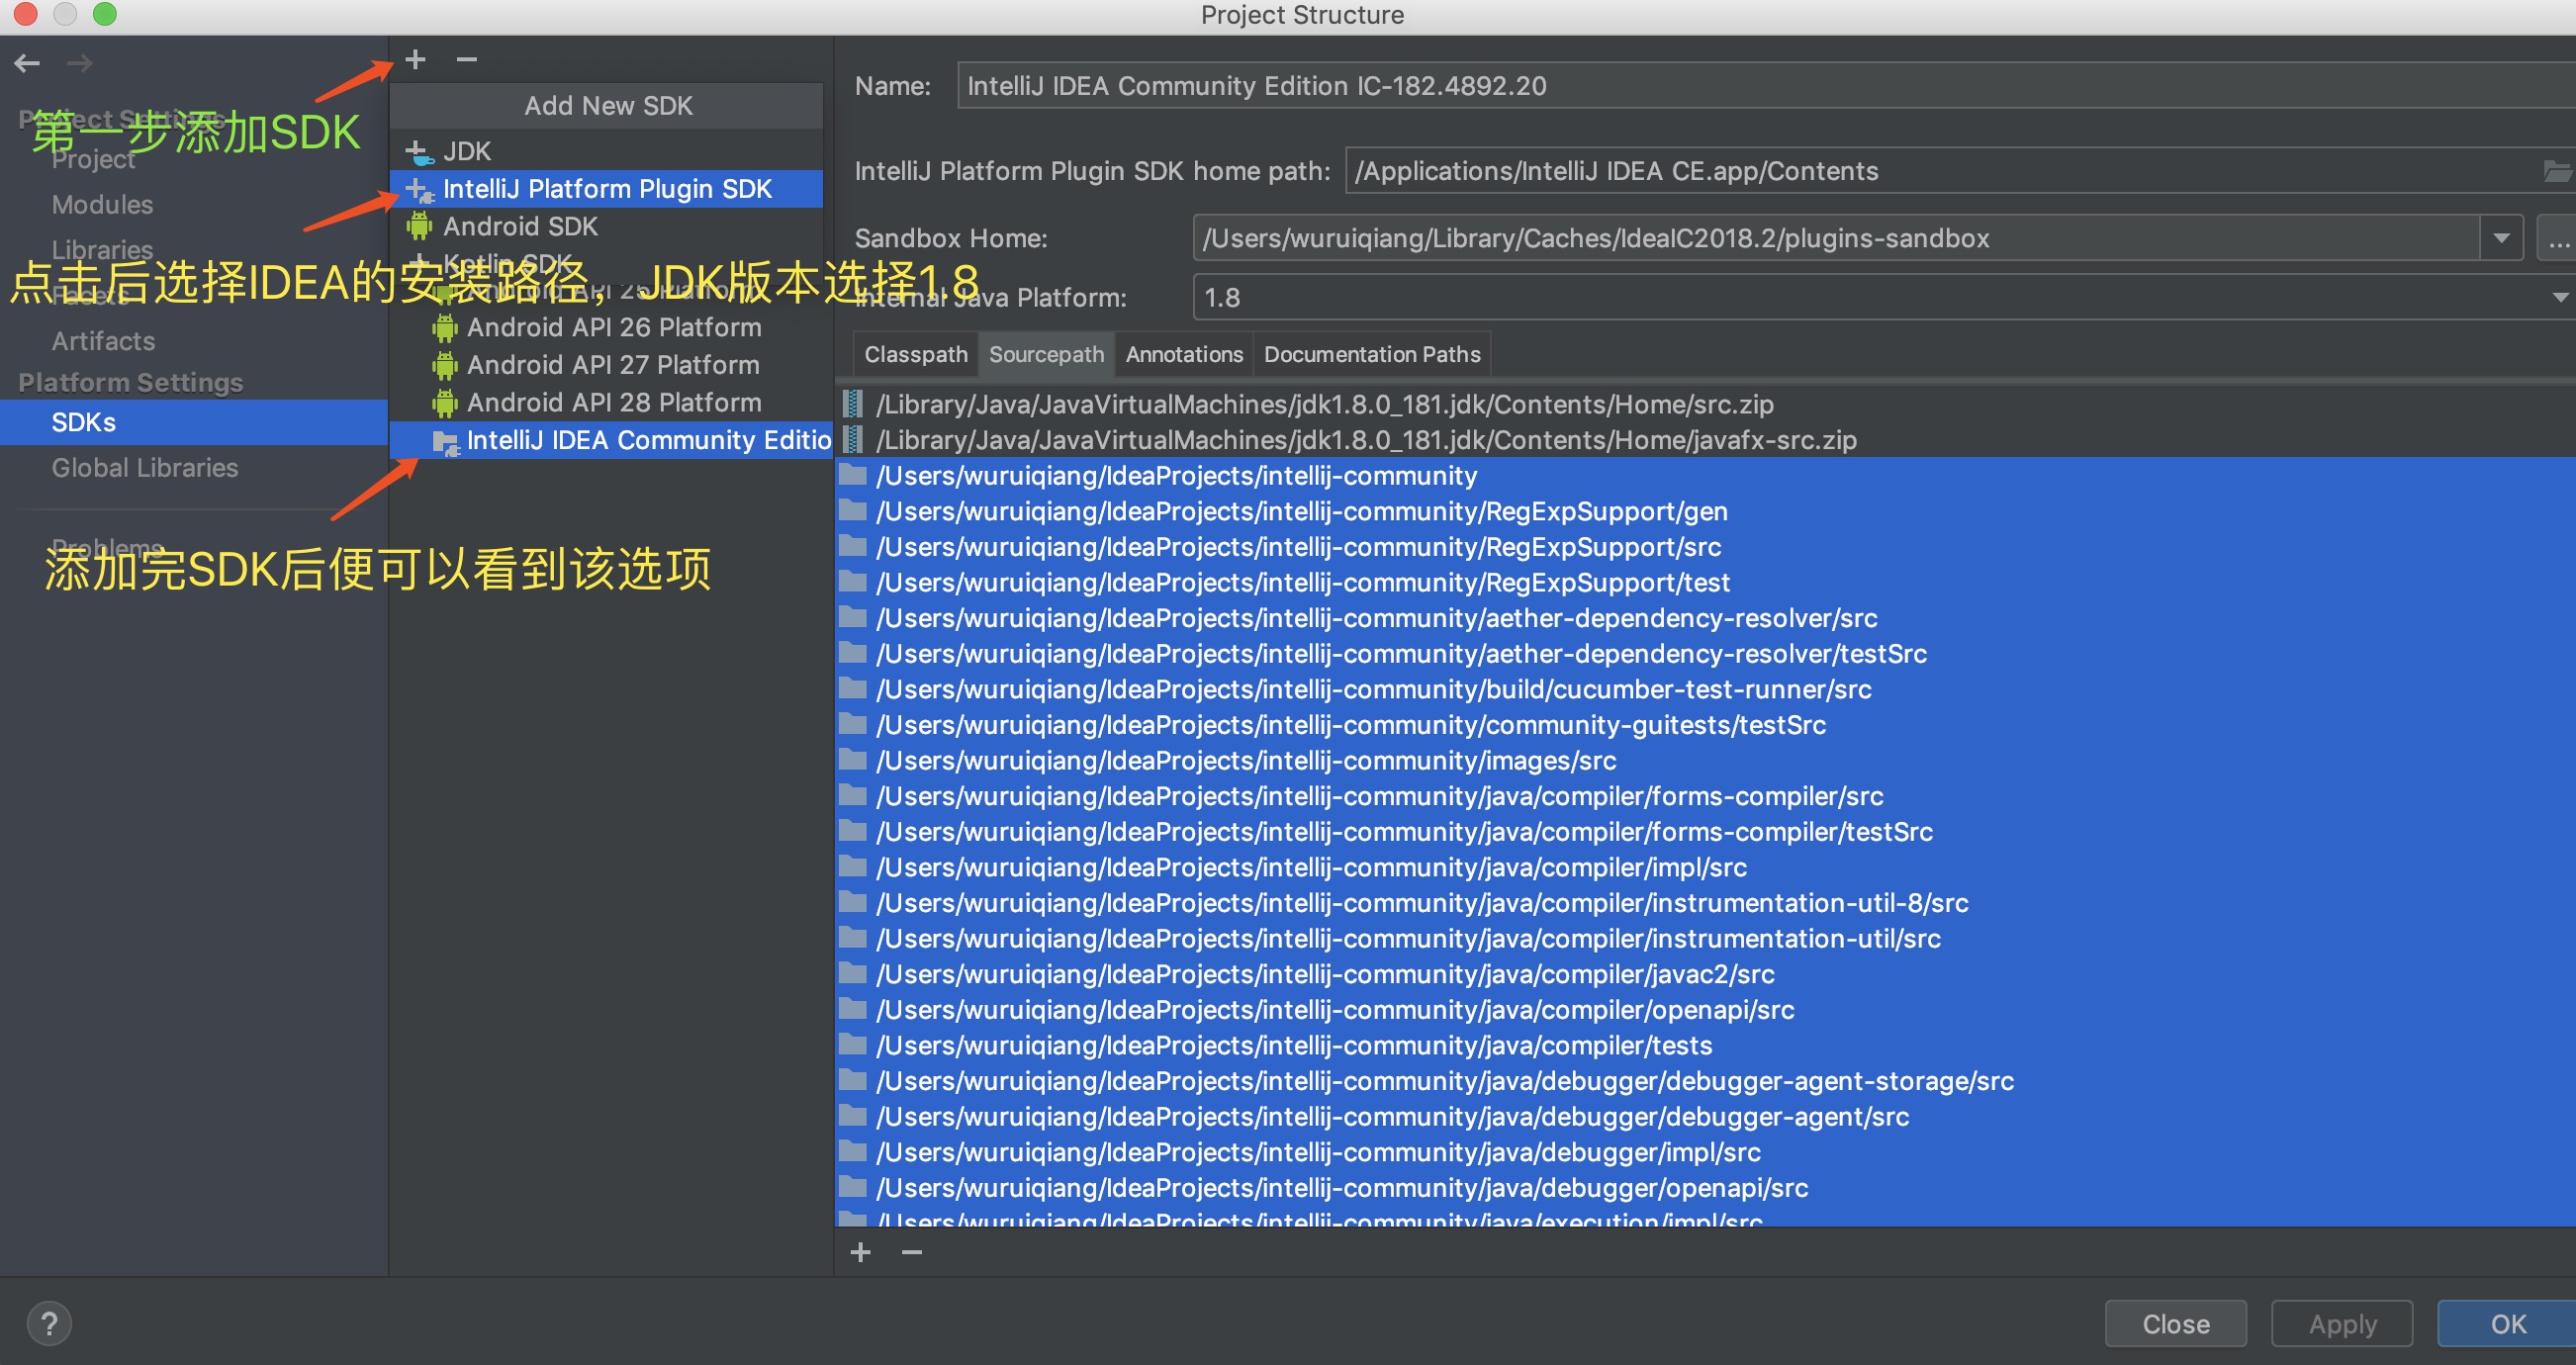 Project Structure
Project Settings
第一步添加SDK
Project
Modules
Libraries
Facets
Artifacts
Platform Settings
SDKs
Global Libraries
Problems
Add New SDK
JDK
IntelliJ Platform Plugin SDK
Android SDK
Kotlin SDK
点击后选择IDEA的安装路径，JDK版本选择1.8
Android API 25 Platform
Android API 26 Platform
Android API 27 Platform
Android API 28 Platform
IntelliJ IDEA Community Editio
添加完SDK后便可以看到该选项
Name: IntelliJ IDEA Community Edition IC-182.4892.20
IntelliJ Platform Plugin SDK home path: /Applications/IntelliJ IDEA CE.app/Contents
Sandbox Home: /Users/wuruiqiang/Library/Caches/IdeaIC2018.2/plugins-sandbox ...
Internal Java Platform: 1.8
Classpath Sourcepath Annotations Documentation Paths
/Library/Java/JavaVirtualMachines/jdk1.8.0_181.jdk/Contents/Home/src.zip
/Library/Java/JavaVirtualMachines/jdk1.8.0_181.jdk/Contents/Home/javafx-src.zip
/Users/wuruiqiang/IdeaProjects/intellij-community
/Users/wuruiqiang/IdeaProjects/intellij-community/RegExpSupport/gen
/Users/wuruiqiang/IdeaProjects/intellij-community/RegExpSupport/src
/Users/wuruiqiang/IdeaProjects/intellij-community/RegExpSupport/test
/Users/wuruiqiang/IdeaProjects/intellij-community/aether-dependency-resolver/src
/Users/wuruiqiang/IdeaProjects/intellij-community/aether-dependency-resolver/testSrc
/Users/wuruiqiang/IdeaProjects/intellij-community/build/cucumber-test-runner/src
/Users/wuruiqiang/IdeaProjects/intellij-community/community-guitests/testSrc
/Users/wuruiqiang/IdeaProjects/intellij-community/images/src
/Users/wuruiqiang/IdeaProjects/intellij-community/java/compiler/forms-compiler/src
/Users/wuruiqiang/IdeaProjects/intellij-community/java/compiler/forms-compiler/testSrc
/Users/wuruiqiang/IdeaProjects/intellij-community/java/compiler/impl/src
/Users/wuruiqiang/IdeaProjects/intellij-community/java/compiler/instrumentation-util-8/src
/Users/wuruiqiang/IdeaProjects/intellij-community/java/compiler/instrumentation-util/src
/Users/wuruiqiang/IdeaProjects/intellij-community/java/compiler/javac2/src
/Users/wuruiqiang/IdeaProjects/intellij-community/java/compiler/openapi/src
/Users/wuruiqiang/IdeaProjects/intellij-community/java/compiler/tests
/Users/wuruiqiang/IdeaProjects/intellij-community/java/debugger/debugger-agent-storage/src
/Users/wuruiqiang/IdeaProjects/intellij-community/java/debugger/debugger-agent/src
/Users/wuruiqiang/IdeaProjects/intellij-community/java/debugger/impl/src
/Users/wuruiqiang/IdeaProjects/intellij-community/java/debugger/openapi/src
/Users/wuruiqiang/IdeaProjects/intellij-community/java/execution/impl/src
? Close Apply OK